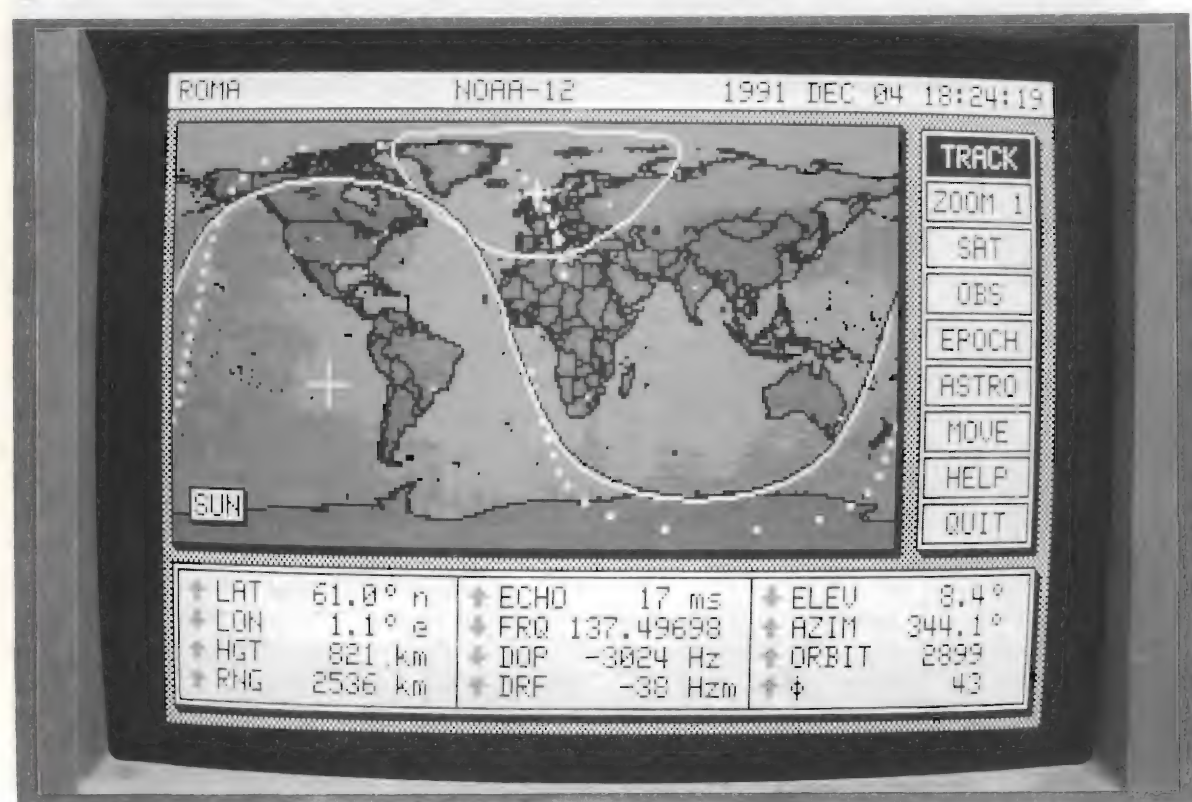 ROMA NOAA-12 1991 DEC 04 18:24:19
TRACK
ZOOM 1
SAT
OBS
EPOCH
ASTRO
MOVE
HELP
QUIT
SUN
↑ LAT 61.0° n
↓ LON 1.1° e
↑ HGT 821 km
↑ RNG 2536 km
↑ ECHO 17 ms
↓ FRQ 137.49698
↓ DOP -3024 Hz
↑ DRF -38 Hzm
↓ ELEV 8.4°
↑ AZIM 344.1°
↑ ORBIT 2899
↑ ϕ 43